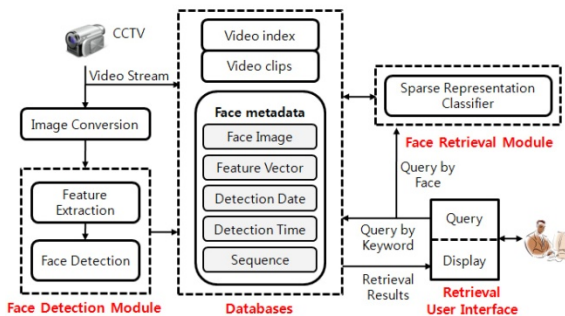 CCTV
Video Stream
Image Conversion
Feature
Extraction
Face Detection
Face Detection Module
Video index
Video clips
Face metadata
Face Image
Feature Vector
Detection Date
Detection Time
Sequence
Databases
Sparse Representation
Classifier
Face Retrieval Module
Query by
Face
Query by
Keyword
Retrieval
Results
Query
Display
Retrieval
User Interface